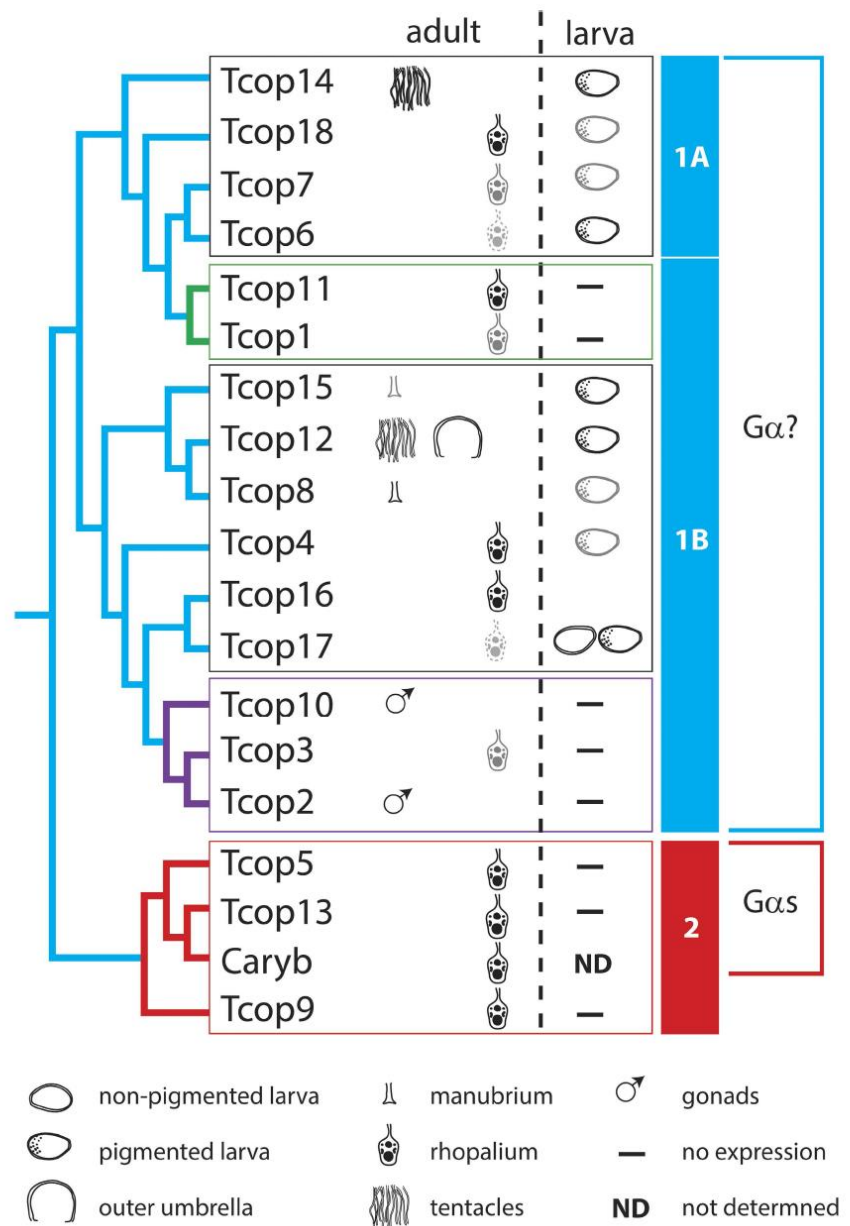 adult larva
Tcop14
Tcop18
1A
Tcop7
Tcop6
Tcop11 –
Tcop1 –
Tcop15
Tcop12
Gα?
Tcop8
Tcop4
1B
Tcop16
Tcop17
Tcop10 –
Tcop3 –
Tcop2 –
Tcop5 –
Gαs
Tcop13 –
2
Caryb ND
Tcop9 –
non-pigmented larva manubrium gonads
pigmented larva rhopalium – no expression
outer umbrella tentacles ND not determned